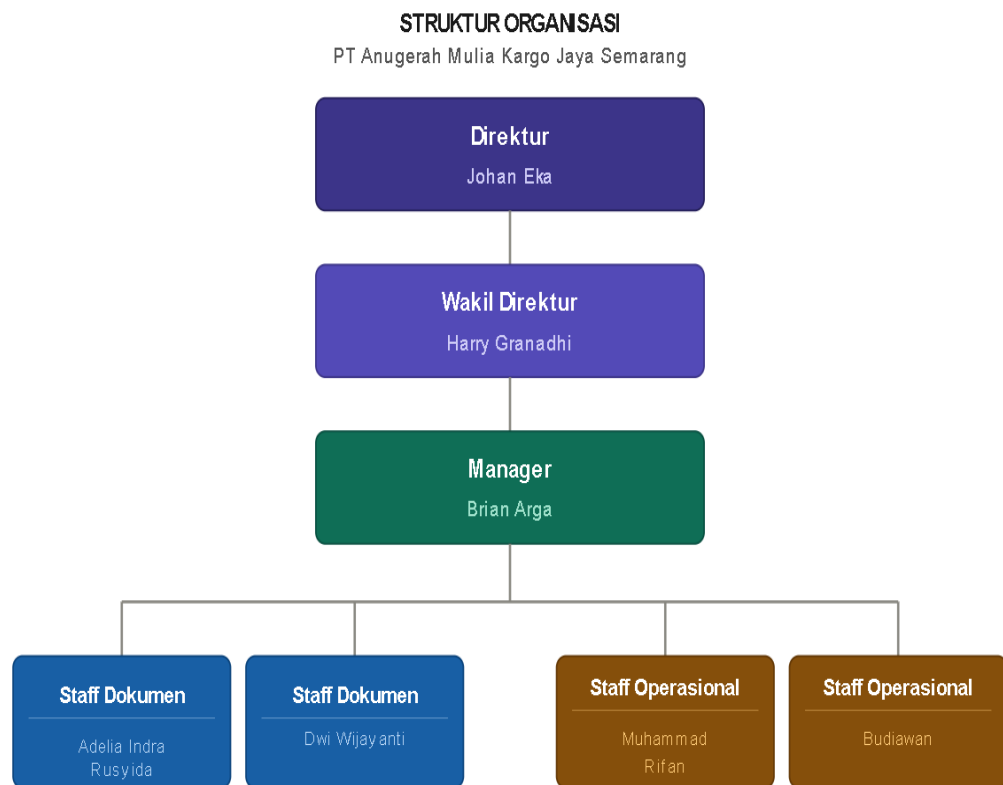 STRUKTUR ORGANISASI
PT Anugerah Mulia Kargo Jaya Semarang
Direktur
Johan Eka
Wakil Direktur
Harry Granadhi
Manager
Brian Arga
Staff Dokumen
Adelia Indra
Rusyida
Staff Dokumen
Dwi Wijayanti
Staff Operasional
Muhammad
Rifan
Staff Operasional
Budiawan